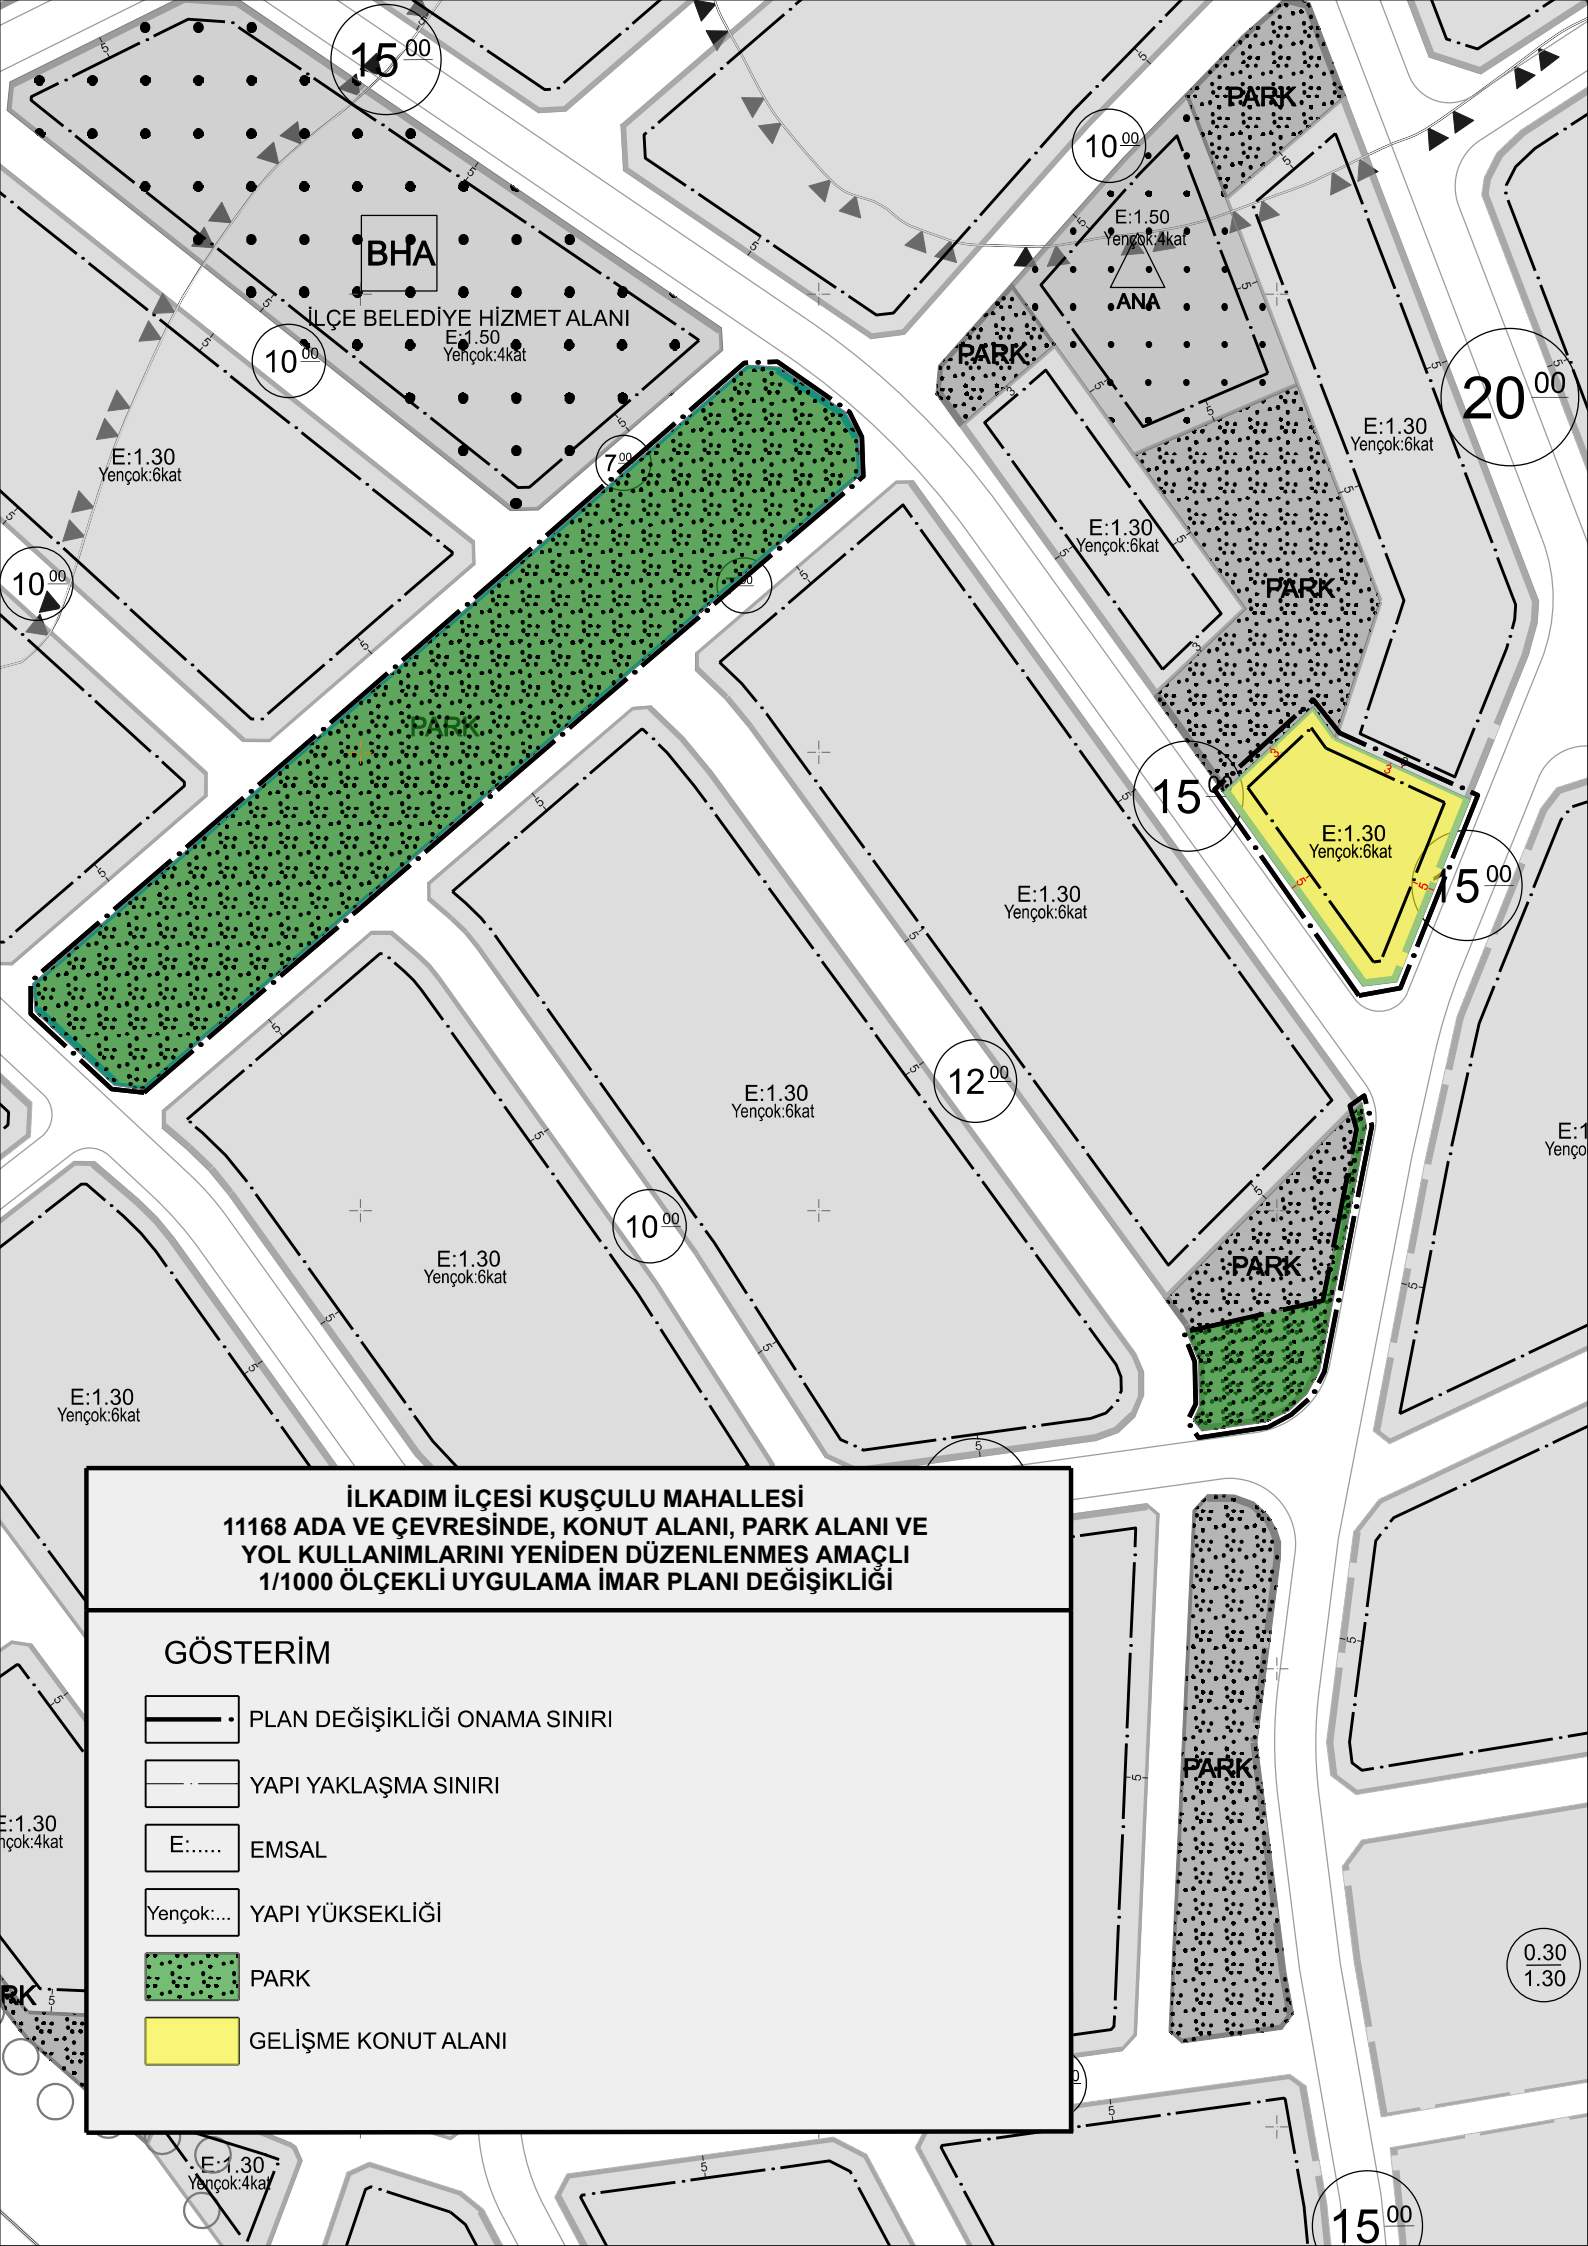 15 00
PARK
10 00
E:1.50
Yençok:4kat
ANA
BHA
İLÇE BELEDİYE HİZMET ALANI
E:1.50
Yençok:4kat
10 00
PARK
20 00
E:1.30
Yençok:6kat
E:1.30
Yençok:6kat
7 00
E:1.30
Yençok:6kat
10 00
PARK
PARK
15 00
E:1.30
Yençok:6kat
15 00
E:1.30
Yençok:6kat
12 00
E:1.30
Yençok:6kat
10 00
E:1.30
Yençok:6kat
PARK
E:1.30
Yençok:6kat
İLKADIM İLÇESİ KUŞÇULU MAHALLESİ
11168 ADA VE ÇEVRESİNDE, KONUT ALANI, PARK ALANI VE
YOL KULLANIMLARINI YENİDEN DÜZENLENMES AMAÇLI
1/1000 ÖLÇEKLİ UYGULAMA İMAR PLANI DEĞİŞİKLİĞİ
GÖSTERİM
PLAN DEĞİŞİKLİĞİ ONAMA SINIRI
YAPI YAKLAŞMA SINIRI
E:..... EMSAL
Yençok:... YAPI YÜKSEKLİĞİ
PARK
GELİŞME KONUT ALANI
PARK
E:1.30
0.30
1.30
E:1.30
Yençok:4kat
15 00